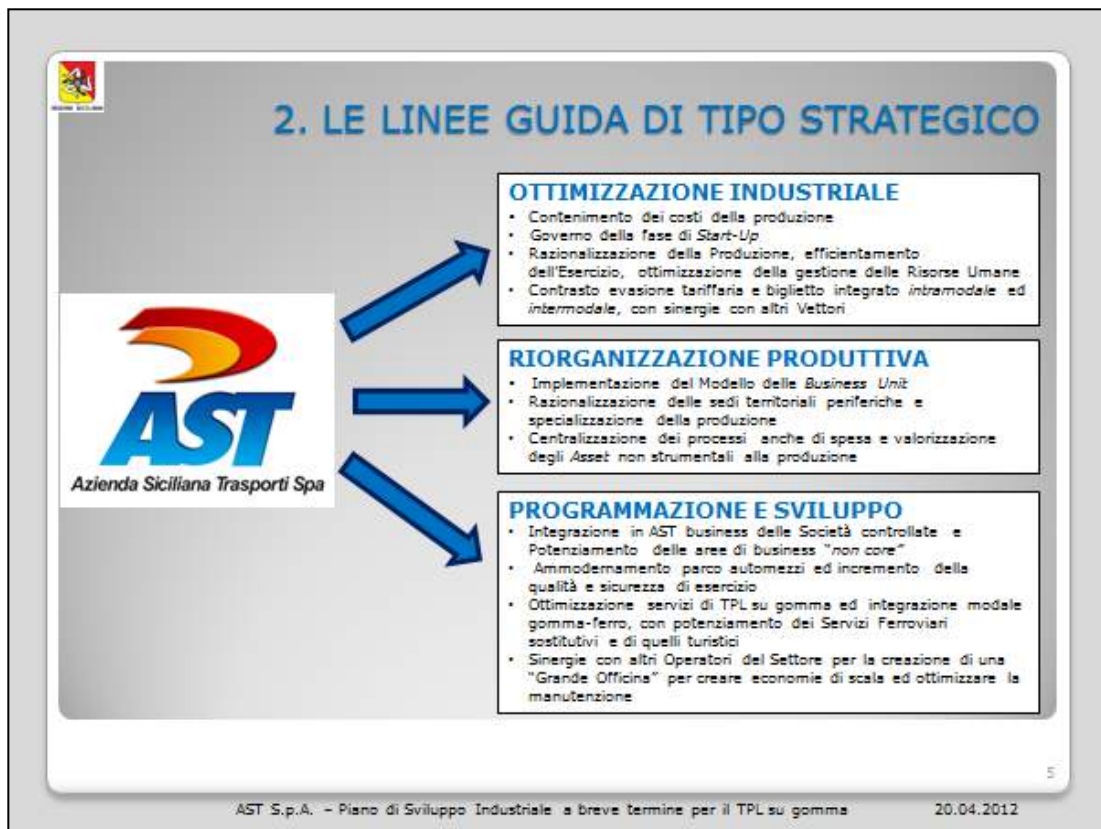 2. LE LINEE GUIDA DI TIPO STRATEGICO
AST
Azienda Siciliana Trasporti Spa
OTTIMIZZAZIONE INDUSTRIALE
• Contenimento dei costi della produzione
• Governo della fase di Start-Up
• Razionalizzazione della Produzione, efficientamento
dell'Esercizio, ottimizzazione della gestione delle Risorse Umane
• Contrasto evasione tariffaria e biglietto integrato intramodale ed
intermodale, con sinergie con altri Vettori
RIORGANIZZAZIONE PRODUTTIVA
• Implementazione del Modello delle Business Unit
• Razionalizzazione delle sedi territoriali periferiche e
specializzazione della produzione
• Centralizzazione dei processi anche di spesa e valorizzazione
degli Asset non strumentali alla produzione
PROGRAMMAZIONE E SVILUPPO
• Integrazione in AST business delle Società controllate e
Potenziamento delle aree di business "non core"
• Ammodernamento parco automezzi ed incremento della
qualità e sicurezza di esercizio
• Ottimizzazione servizi di TPL su gomma ed integrazione modale
gomma-ferro, con potenziamento dei Servizi Ferroviari
sostitutivi e di quelli turistici
• Sinergie con altri Operatori del Settore per la creazione di una
"Grande Officina" per creare economie di scala ed ottimizzare la
manutenzione
5
AST S.p.A. – Piano di Sviluppo Industriale a breve termine per il TPL su gomma 20.04.2012